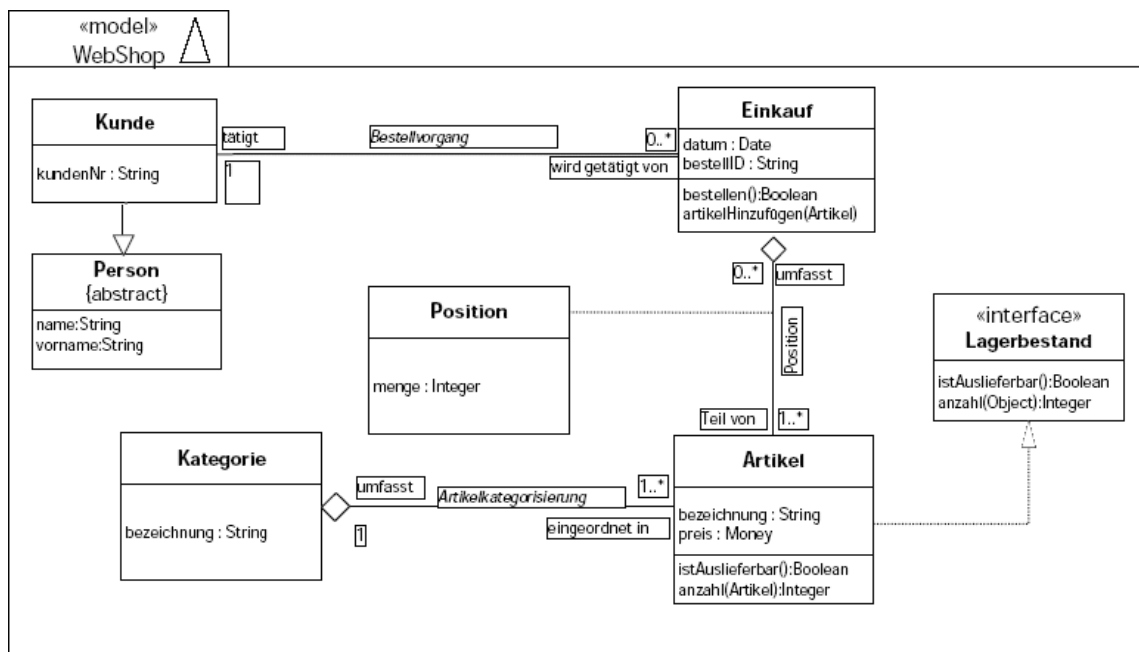 «model»
WebShop
Kunde
kundenNr : String
tätigt
1
Bestellvorgang
0..*
wird getätigt von
Einkauf
datum : Date
bestellID : String
bestellen():Boolean
artikelHinzufügen(Artikel)
Person
{abstract}
name:String
vorname:String
0..*
umfasst
Position
menge : Integer
Position
«interface»
Lagerbestand
istAuslieferbar():Boolean
anzahl(Object):Integer
Teil von
1..*
Kategorie
bezeichnung : String
umfasst
1
Artikelkategorisierung
1..*
eingeordnet in
Artikel
bezeichnung : String
preis : Money
istAuslieferbar():Boolean
anzahl(Artikel):Integer